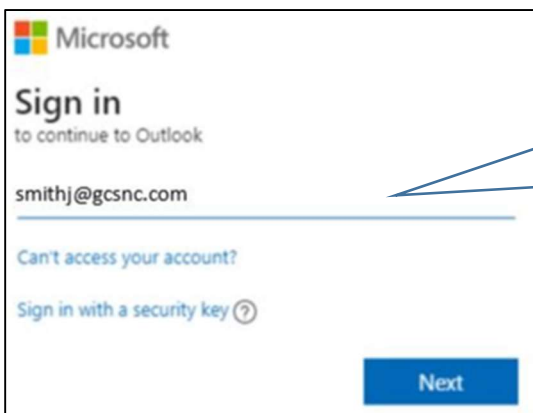 Microsoft
Sign in
to continue to Outlook
smithj@gcsnc.com
Can't access your account?
Sign in with a security key ?
Next